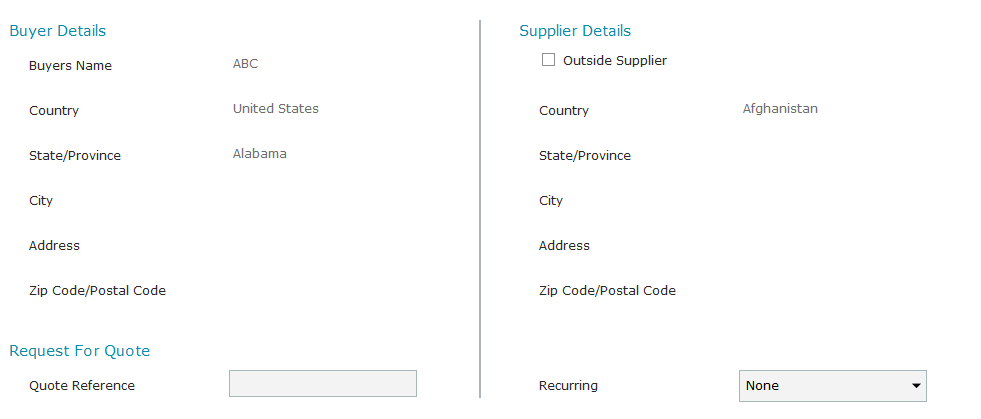 Buyer Details
Buyers Name ABC
Country United States
State/Province Alabama
City
Address
Zip Code/Postal Code
Request For Quote
Quote Reference
Supplier Details
Outside Supplier
Country Afghanistan
State/Province
City
Address
Zip Code/Postal Code
Recurring None